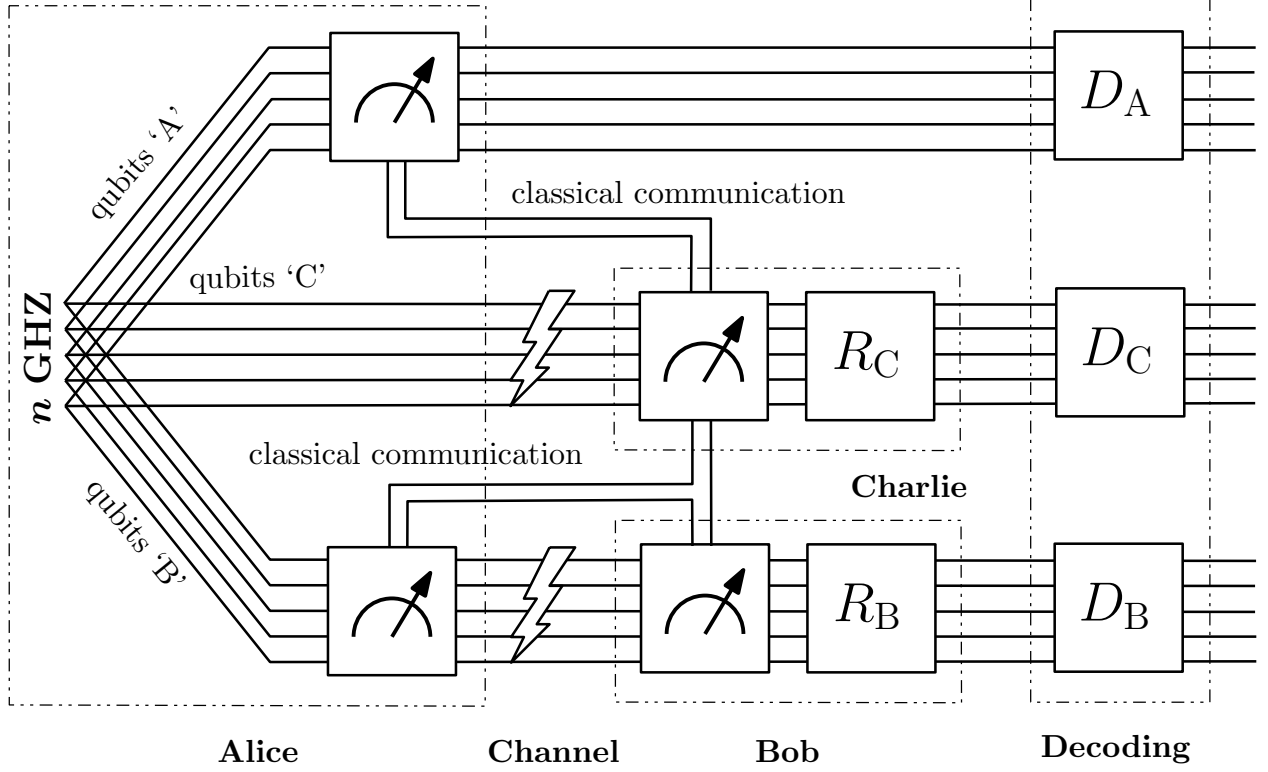 qubits ‘A’
D_A
classical communication
qubits ‘C’
n GHZ
R_C
D_C
classical communication
Charlie
qubits ‘B’
R_B
D_B
Alice
Channel
Bob
Decoding